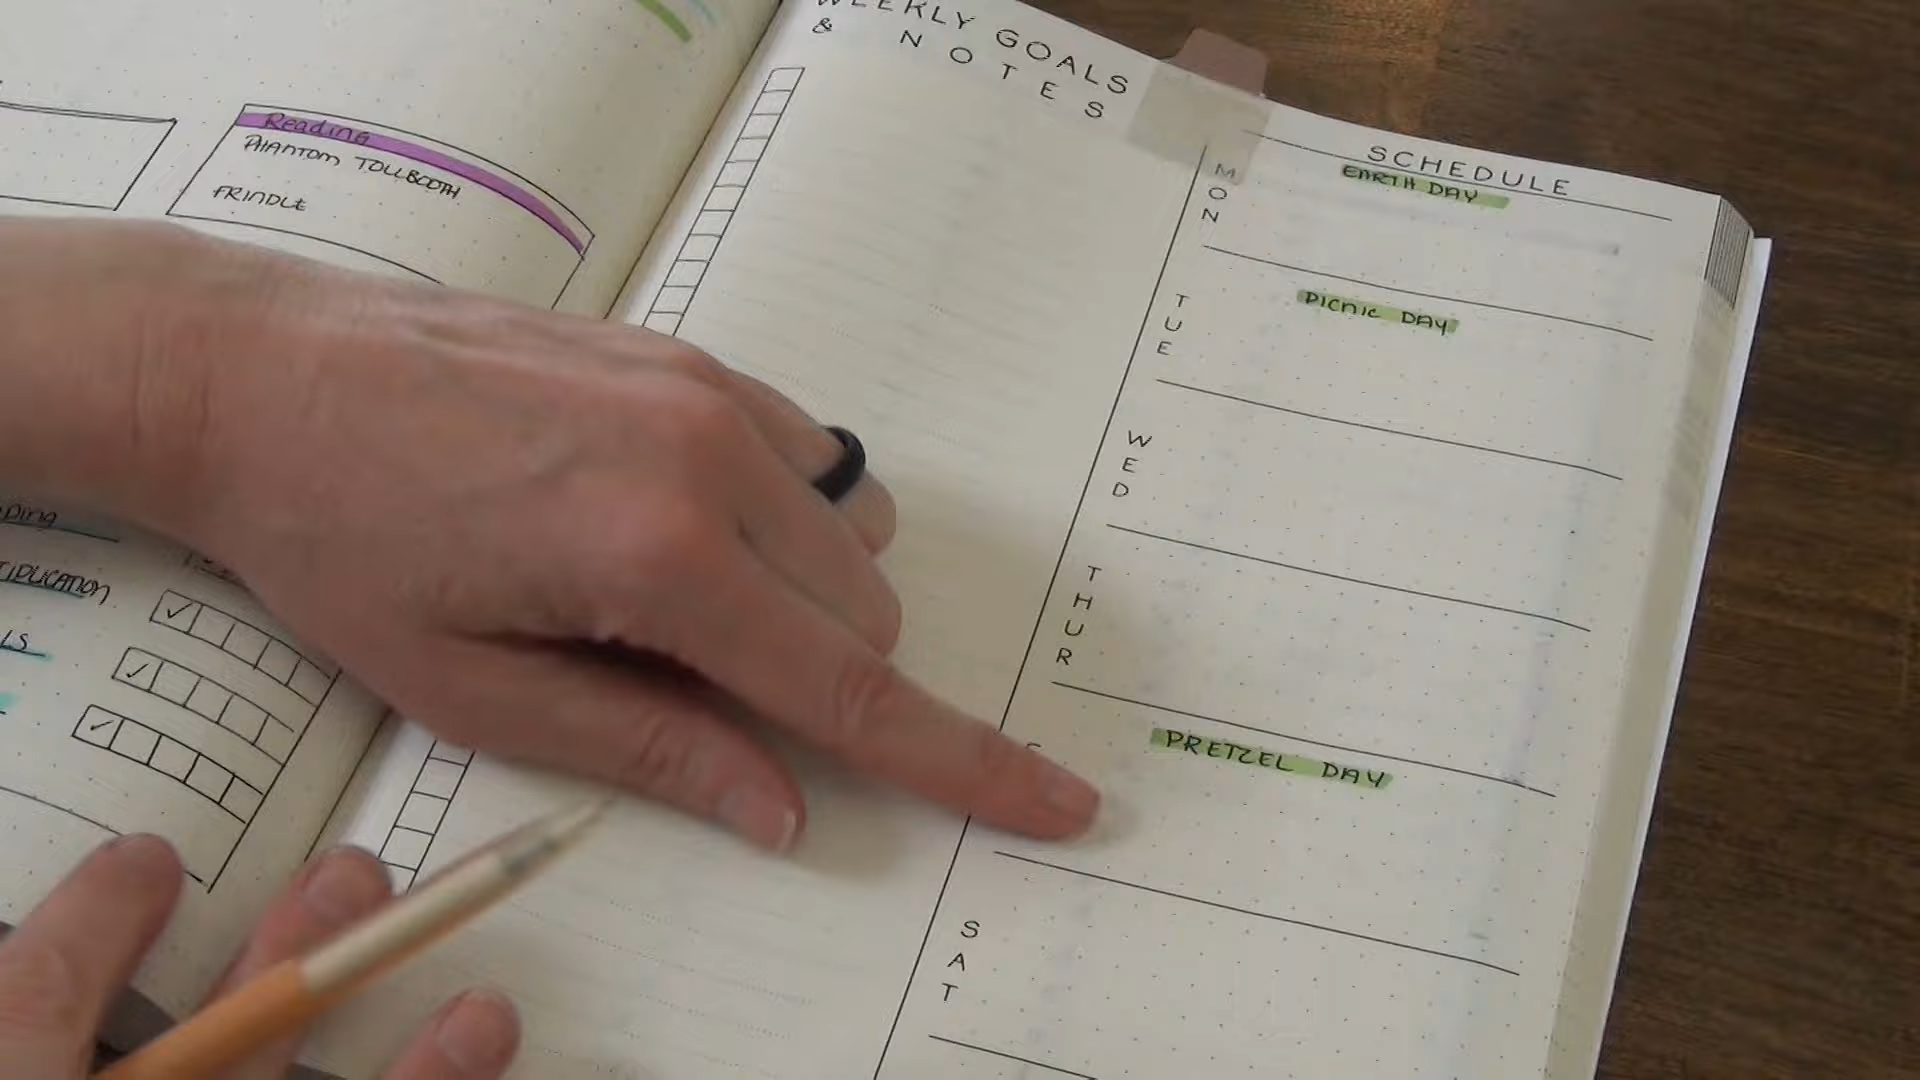 Reading
PHANTOM TOLLBOOTH
FRINDLE
WEEKLY GOALS
& NOTES
SCHEDULE
MON
EARTH DAY
TUE
PICNIC DAY
WED
THUR
PRETZEL DAY
SAT